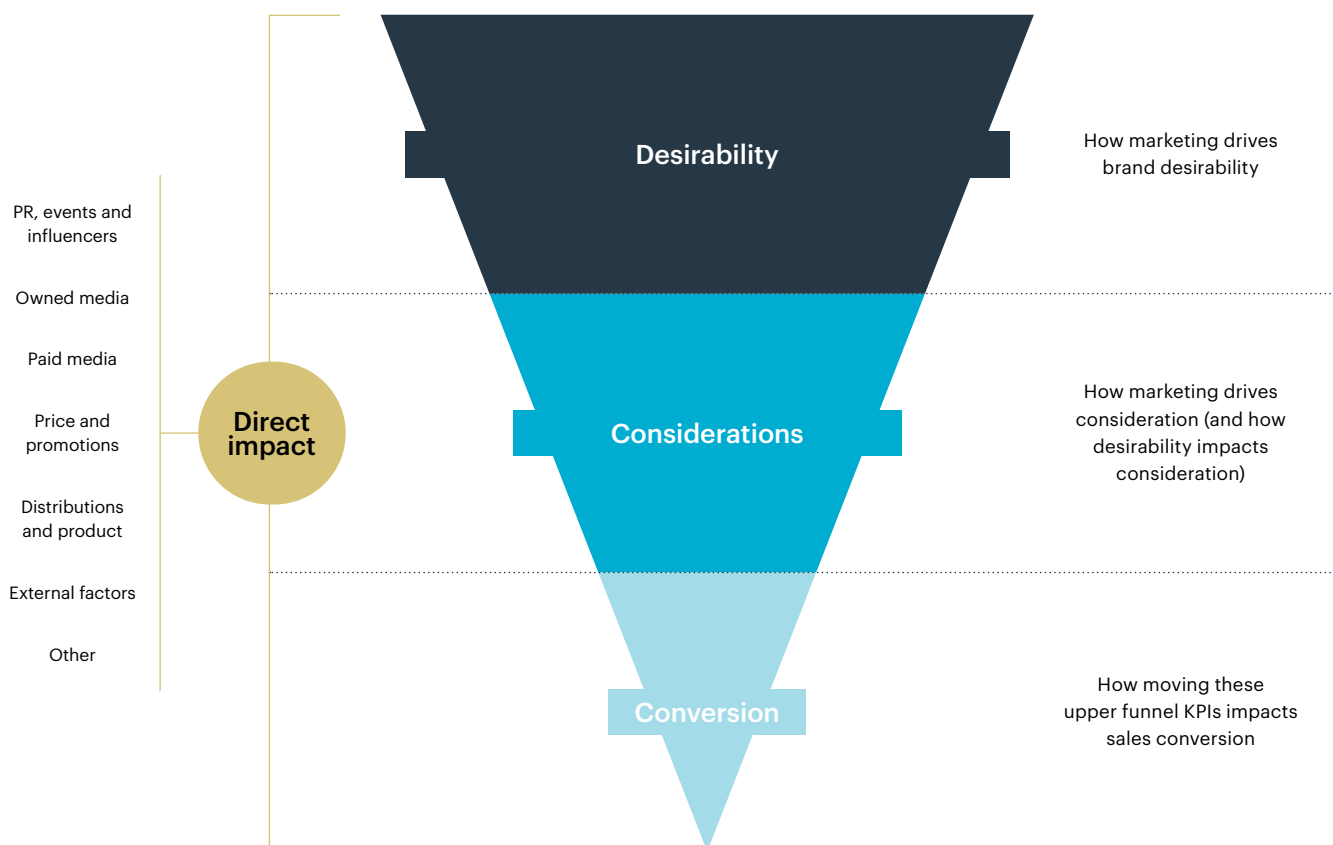 PR, events and
influencers
Owned media
Paid media
Price and
promotions
Distributions
and product
External factors
Other
Direct
impact
Desirability
How marketing drives
brand desirability
Considerations
How marketing drives
consideration (and how
desirability impacts
consideration)
Conversion
How moving these
upper funnel KPIs impacts
sales conversion